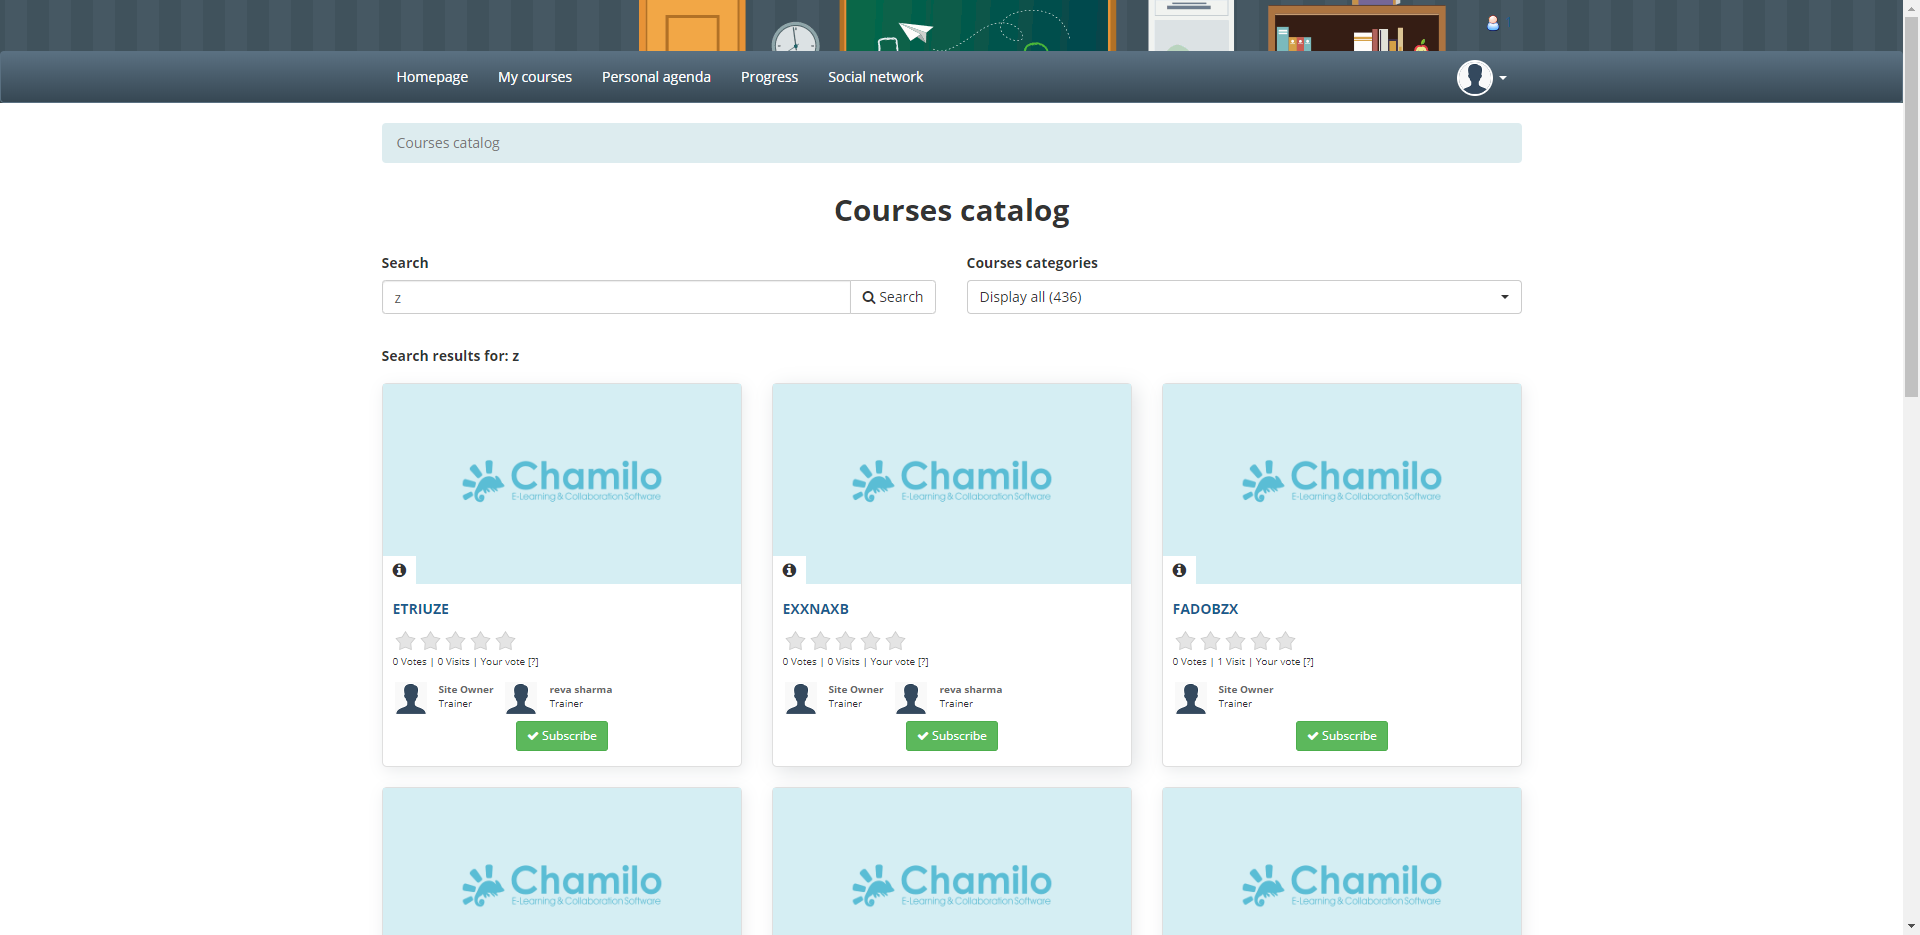 Homepage My courses Personal agenda Progress Social network
Courses catalog
Courses catalog
Search
Courses categories
z
Search
Display all (436)
Search results for: z
Chamilo
E-Learning & Collaboration Software
Chamilo
E-Learning & Collaboration Software
Chamilo
E-Learning & Collaboration Software
ETRIUZE
0 Votes | 0 Visits | Your vote [?]
Site Owner
Trainer
reva sharma
Trainer
Subscribe
EXXNAXB
0 Votes | 0 Visits | Your vote [?]
Site Owner
Trainer
reva sharma
Trainer
Subscribe
FADOBZX
0 Votes | 1 Visit | Your vote [?]
Site Owner
Trainer
Subscribe
Chamilo
E-Learning & Collaboration Software
Chamilo
E-Learning & Collaboration Software
Chamilo
E-Learning & Collaboration Software